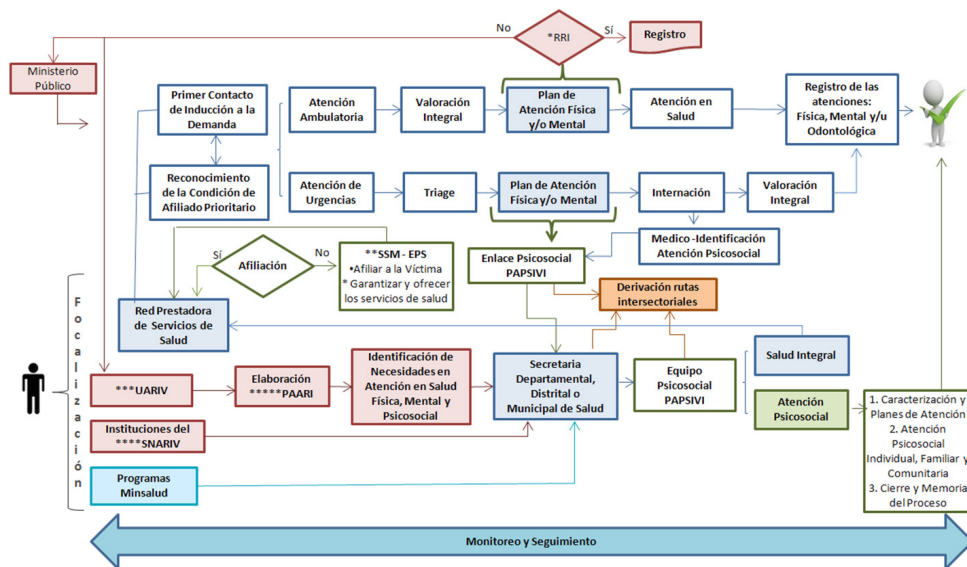 No
*RRI
Sí
Registro
Ministerio
Público
Primer Contacto
de Inducción a la
Demanda
Atención
Ambulatoria
Valoración
Integral
Plan de
Atención Física
y/o Mental
Atención en
Salud
Registro de las
atenciones:
Física, Mental y/u
Odontológica
Reconocimiento
de la Condición de
Afiliado Prioritario
Atención de
Urgencias
Triage
Plan de Atención
Física y/o Mental
Internación
Valoración
Integral
Medico -Identificación
Atención Psicosocial
Sí
Afiliación
No
**SSM - EPS
•Afiliar a la Víctima
* Garantizar y ofrecer
los servicios de salud
Enlace Psicosocial
PAPSIVI
Derivación rutas
intersectoriales
Focalización
Red Prestadora
de Servicios de
Salud
***UARIV
Elaboración
*****PAARI
Identificación de
Necesidades en
Atención en Salud
Física, Mental y
Psicosocial
Secretaria
Departamental,
Distrital o
Municipal de Salud
Equipo
Psicosocial
PAPSIVI
Salud Integral
Atención
Psicosocial
1. Caracterización y
Planes de Atención
2. Atención
Psicosocial
Individual, Familiar y
Comunitaria
3. Cierre y Memoria
del Proceso
Instituciones del
****SNARIV
Programas
Minsalud
Monitoreo y Seguimiento